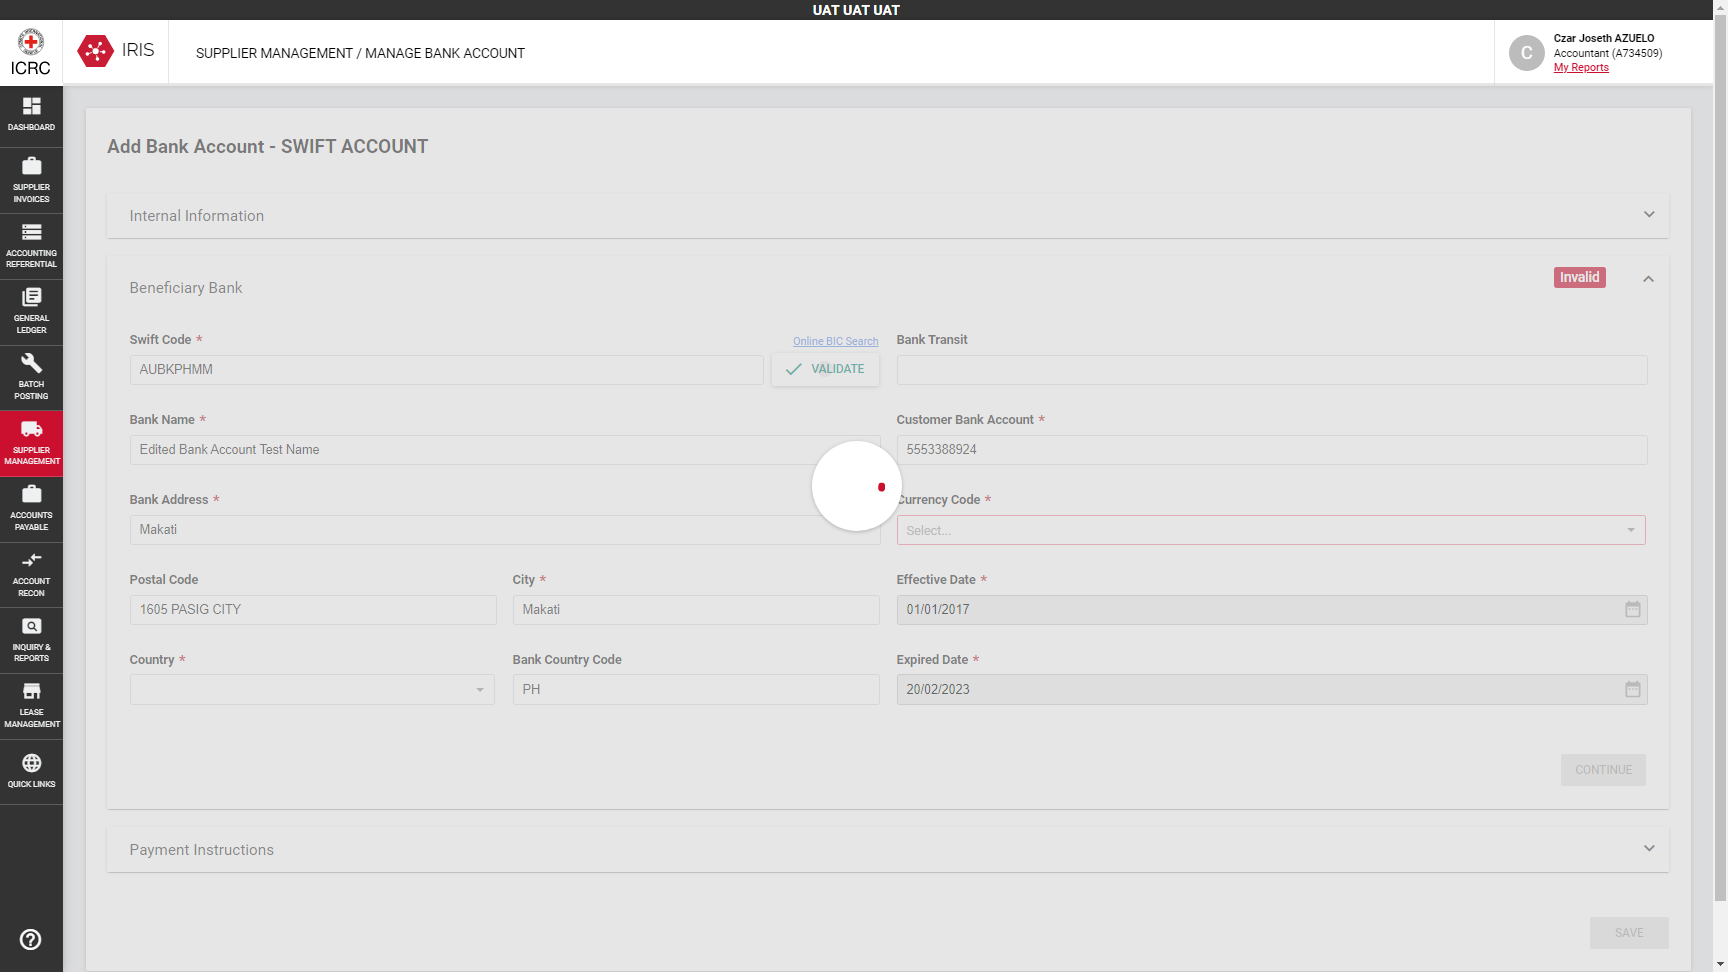 UAT UAT UAT
ICRC
IRIS
SUPPLIER MANAGEMENT / MANAGE BANK ACCOUNT
C
Czar Joseth AZUELO
Accountant (A734509)
My Reports
DASHBOARD
SUPPLIER
INVOICES
ACCOUNTING
REFERENTIAL
GENERAL
LEDGER
BATCH
POSTING
SUPPLIER
MANAGEMENT
ACCOUNTS
PAYABLE
ACCOUNT
RECON
INQUIRY &
REPORTS
LEASE
MANAGEMENT
QUICK LINKS
Add Bank Account - SWIFT ACCOUNT
Internal Information
Beneficiary Bank
Invalid
Swift Code *
Online BIC Search
AUBKPHMM
VALIDATE
Bank Transit
Bank Name *
Edited Bank Account Test Name
Customer Bank Account *
5553388924
Bank Address *
Makati
Currency Code *
Select...
Postal Code
1605 PASIG CITY
City *
Makati
Effective Date *
01/01/2017
Country *
Bank Country Code
PH
Expired Date *
20/02/2023
CONTINUE
Payment Instructions
SAVE